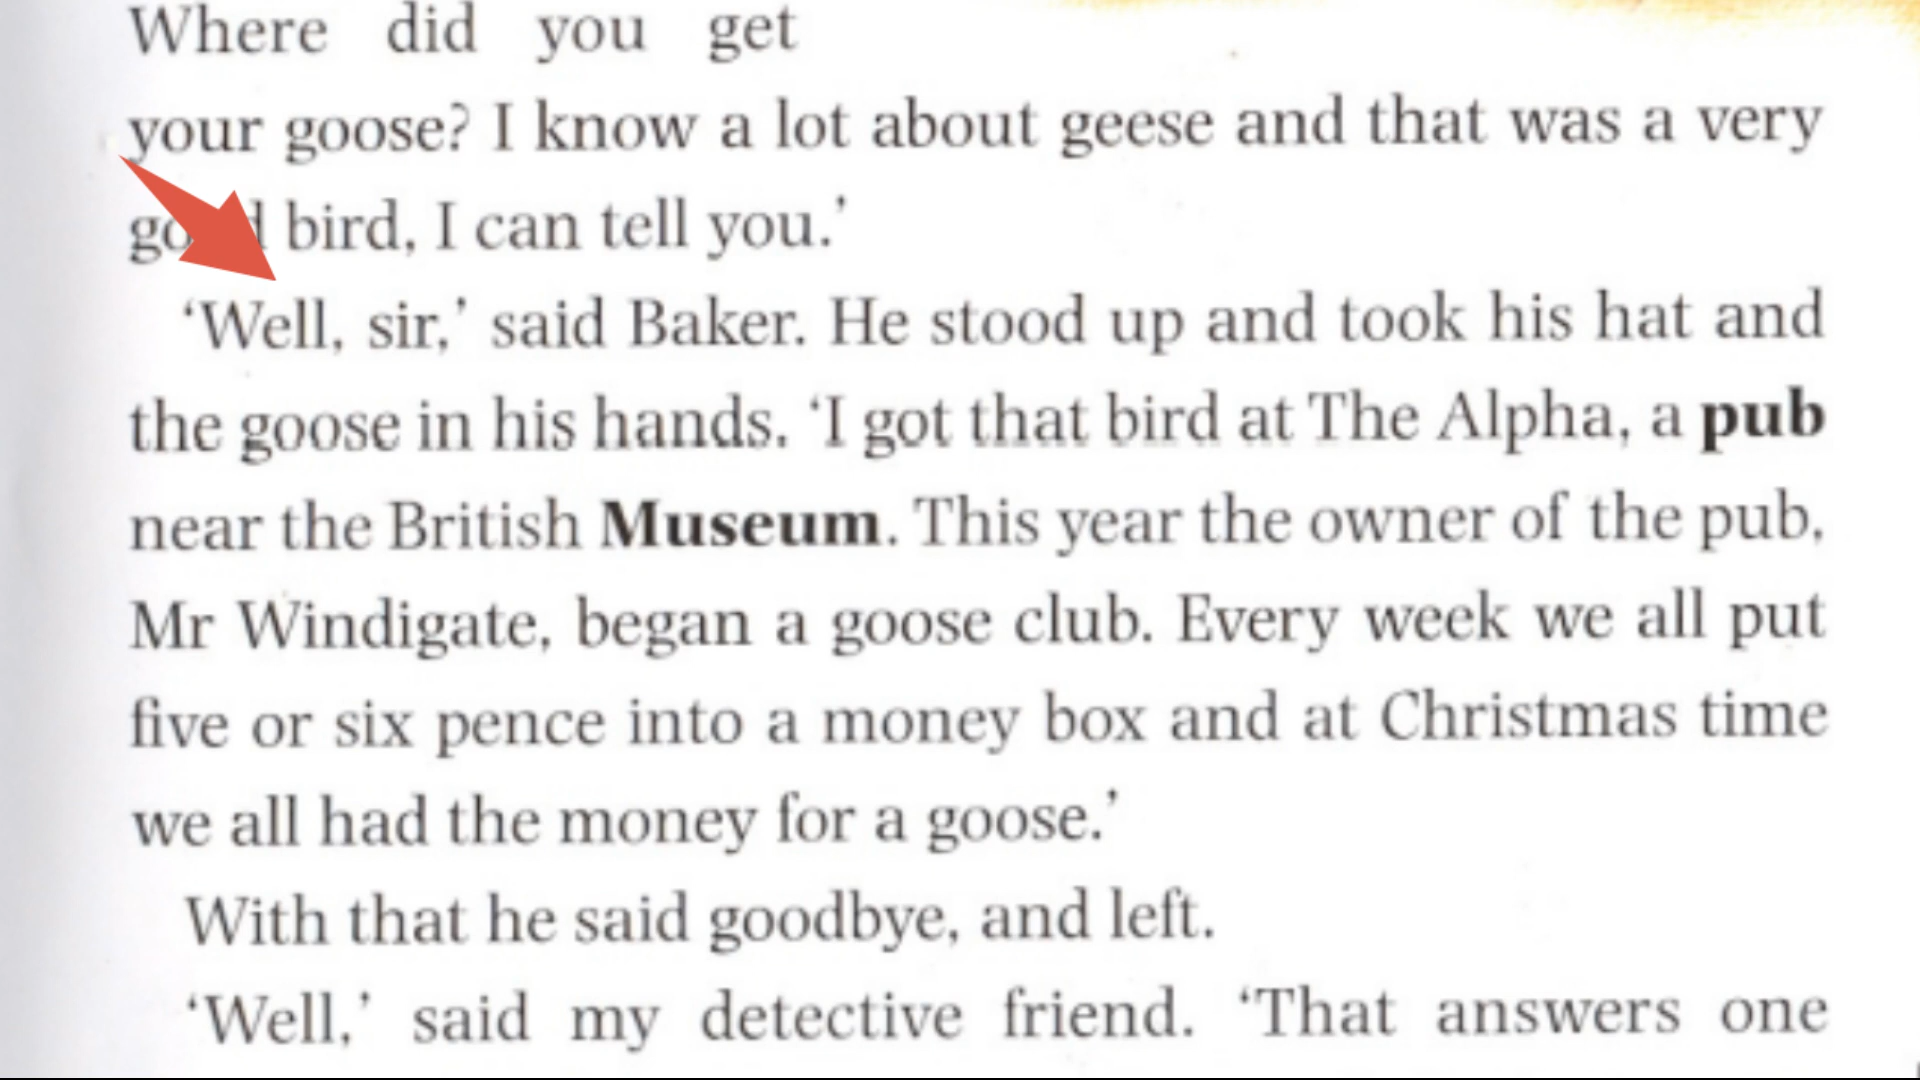 Where did you get
your goose? I know a lot about geese and that was a very
bird, I can tell you.’
‘Well, sir,’ said Baker. He stood up and took his hat and
the goose in his hands. ‘I got that bird at The Alpha, a pub
near the British Museum. This year the owner of the pub,
Mr Windigate, began a goose club. Every week we all put
five or six pence into a money box and at Christmas time
we all had the money for a goose.’
With that he said goodbye, and left.
‘Well,’ said my detective friend. ‘That answers one